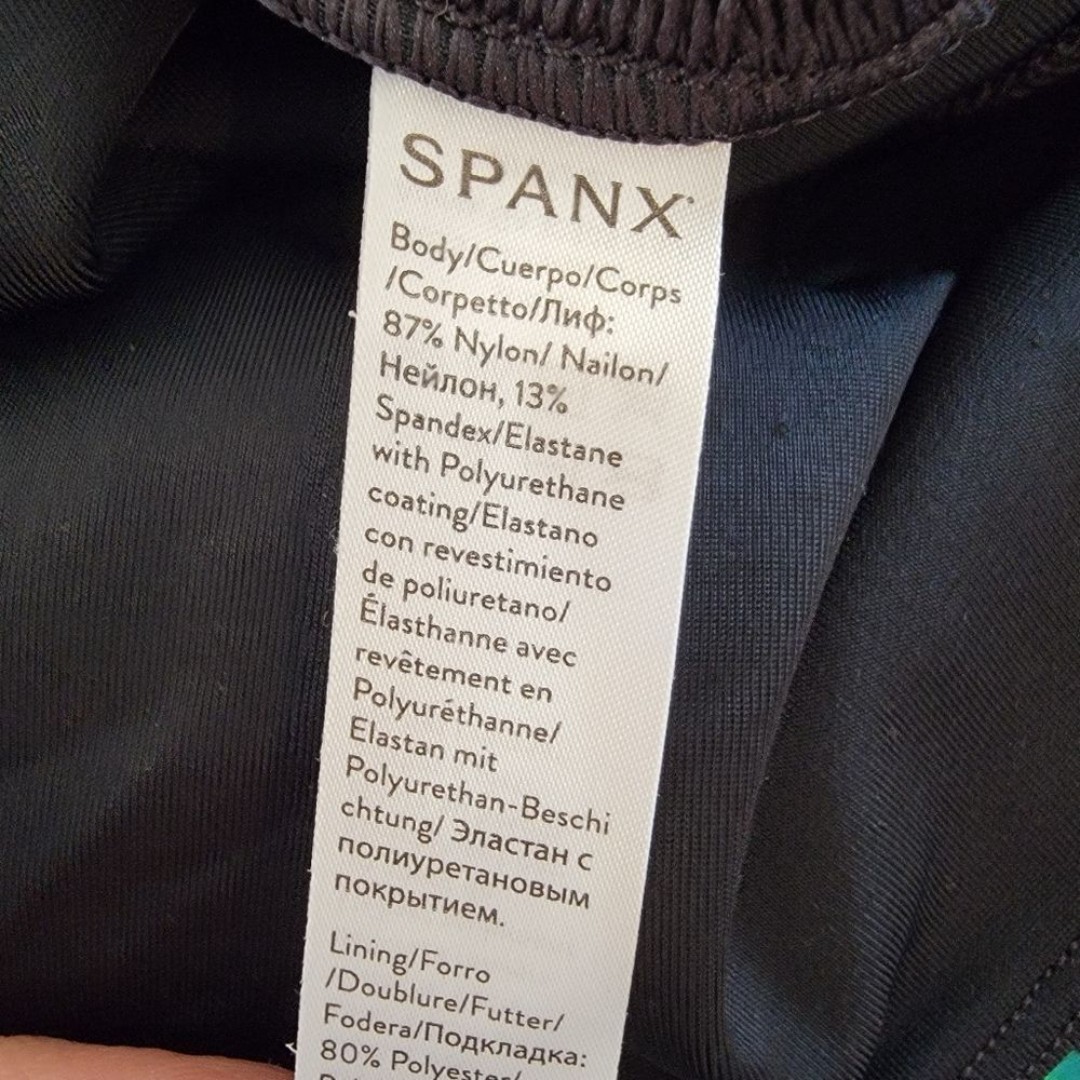 SPANX
Body/Cuerpo/Corps
/Corpetto/Лиф:
87% Nylon/ Nailon/
Нейлон, 13%
Spandex/Elastane
with Polyurethane
coating/Elastano
con revestimiento
de poliuretano/
Élasthanne avec
revêtement en
Polyuréthanne/
Elastan mit
Polyurethan-Beschi
chtung/ Эластан с
полиуретановым
покрытием.
Lining/Forro
/Doublure/Futter/
Fodera/Подкладка:
80% Polyester/